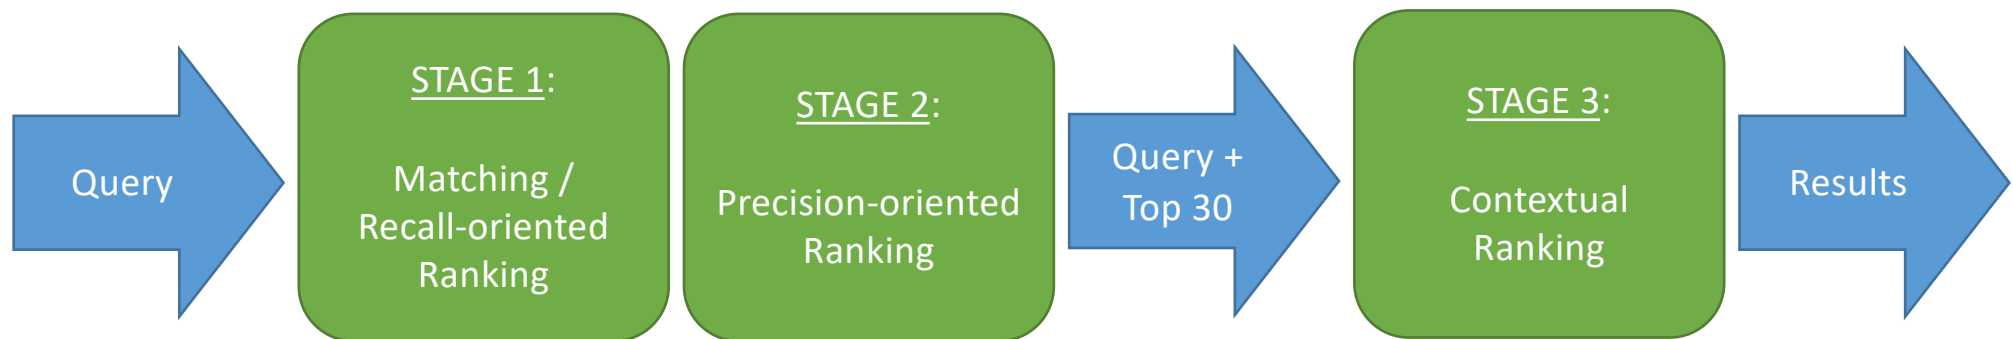 Query
STAGE 1:
Matching /
Recall-oriented
Ranking
STAGE 2:
Precision-oriented
Ranking
Query +
Top 30
STAGE 3:
Contextual
Ranking
Results